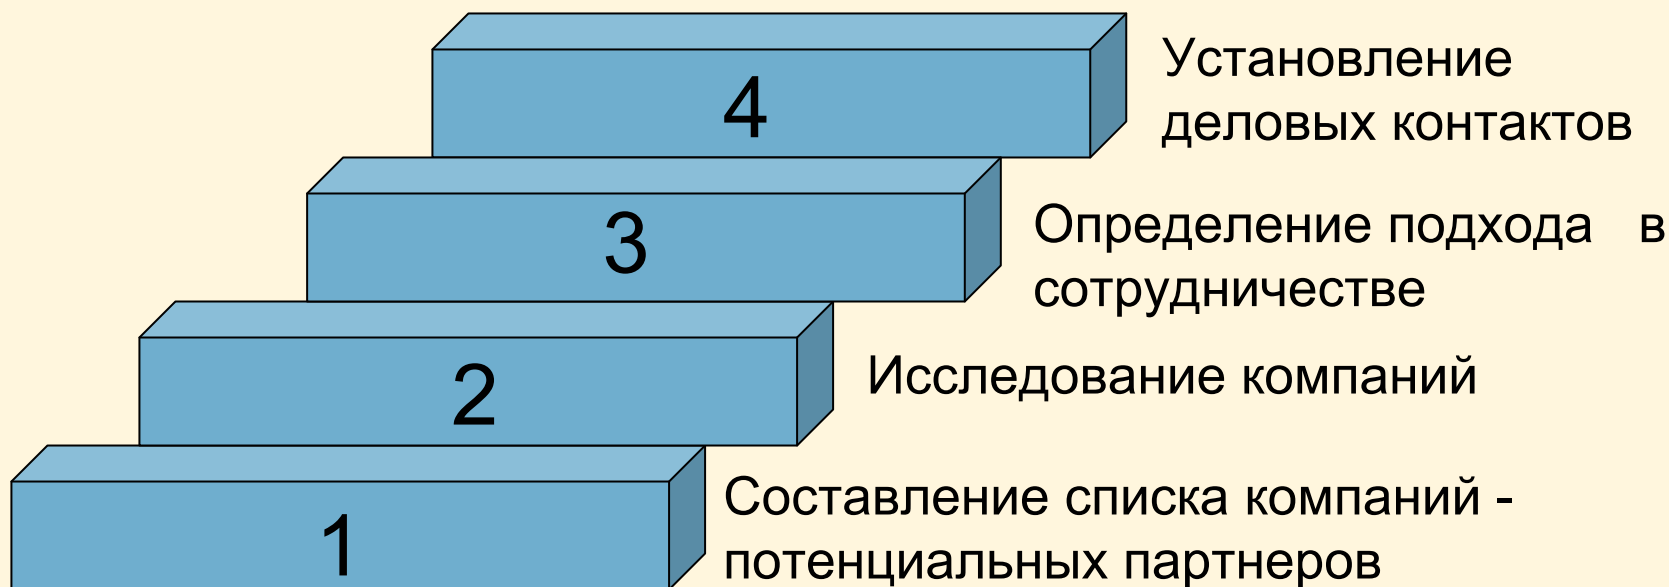 4
Установление
деловых контактов
3
Определение подхода в
сотрудничестве
2
Исследование компаний
1
Составление списка компаний -
потенциальных партнеров